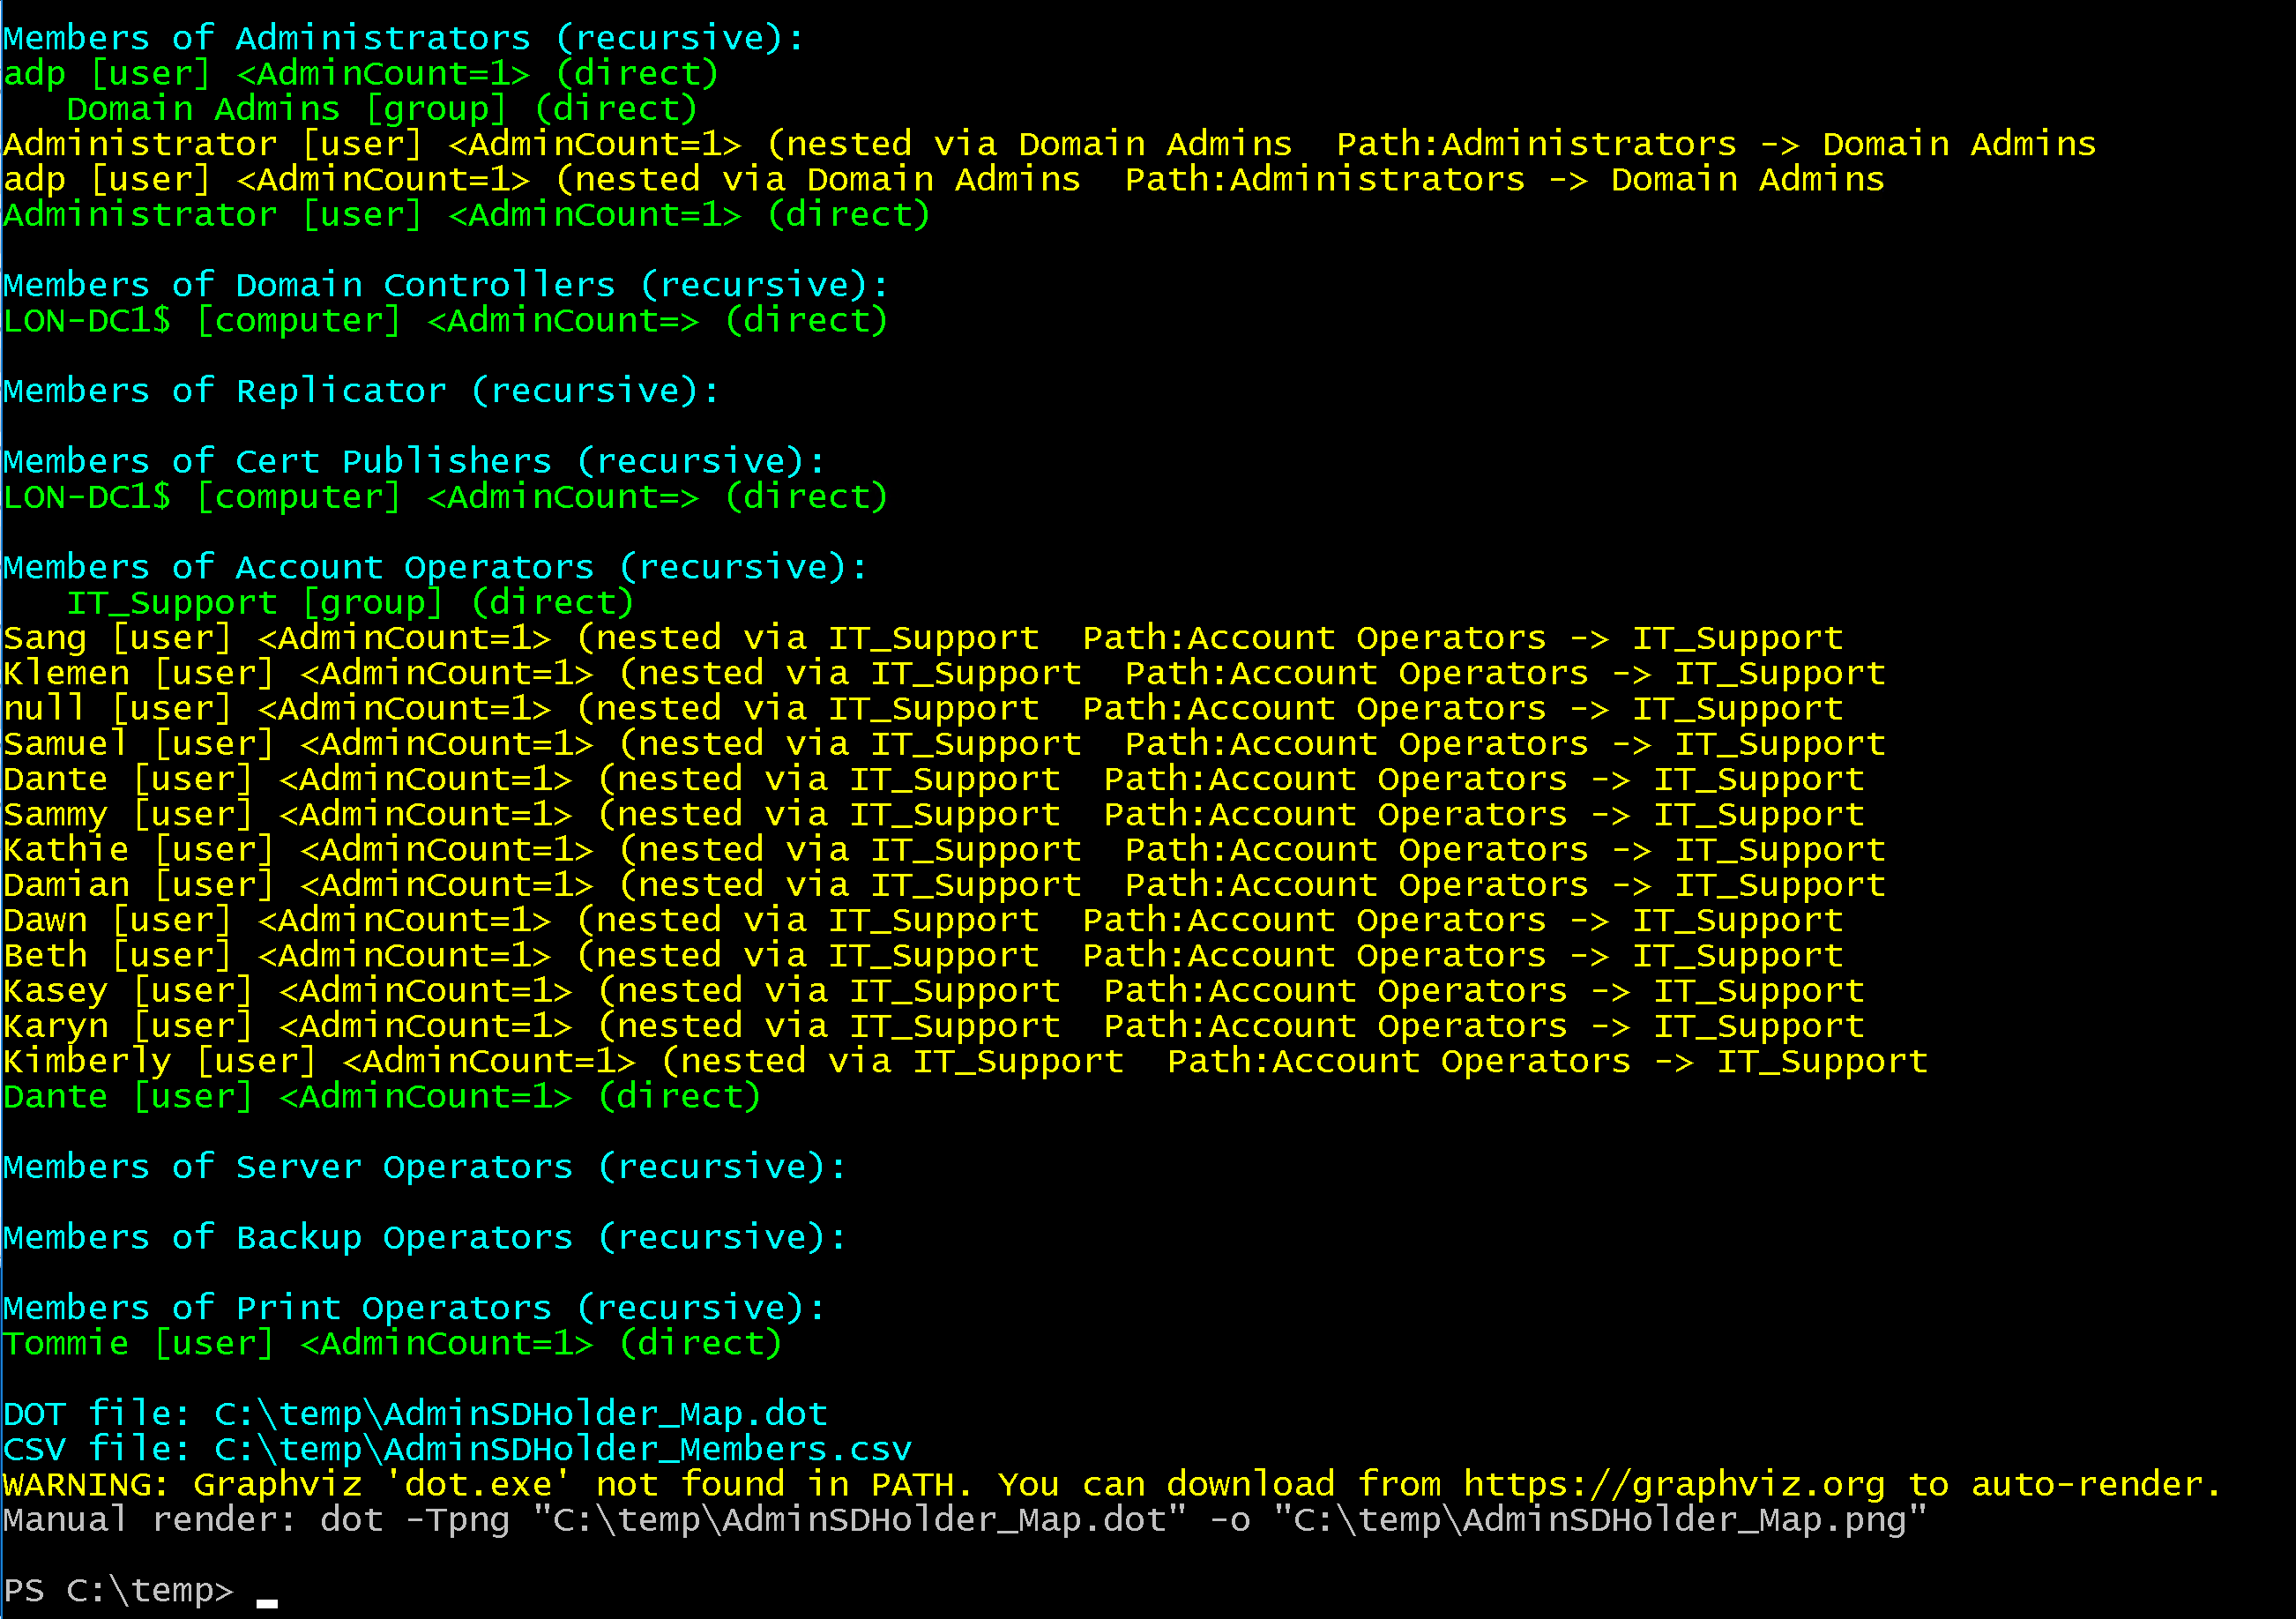 Members of Administrators (recursive):
adp [user] <AdminCount=1> (direct)
   Domain Admins [group] (direct)
Administrator [user] <AdminCount=1> (nested via Domain Admins  Path:Administrators -> Domain Admins
adp [user] <AdminCount=1> (nested via Domain Admins  Path:Administrators -> Domain Admins
Administrator [user] <AdminCount=1> (direct)

Members of Domain Controllers (recursive):
LON-DC1$ [computer] <AdminCount=> (direct)

Members of Replicator (recursive):

Members of Cert Publishers (recursive):
LON-DC1$ [computer] <AdminCount=> (direct)

Members of Account Operators (recursive):
   IT_Support [group] (direct)
Sang [user] <AdminCount=1> (nested via IT_Support  Path:Account Operators -> IT_Support
Klemen [user] <AdminCount=1> (nested via IT_Support  Path:Account Operators -> IT_Support
null [user] <AdminCount=1> (nested via IT_Support  Path:Account Operators -> IT_Support
Samuel [user] <AdminCount=1> (nested via IT_Support  Path:Account Operators -> IT_Support
Dante [user] <AdminCount=1> (nested via IT_Support  Path:Account Operators -> IT_Support
Sammy [user] <AdminCount=1> (nested via IT_Support  Path:Account Operators -> IT_Support
Kathie [user] <AdminCount=1> (nested via IT_Support  Path:Account Operators -> IT_Support
Damian [user] <AdminCount=1> (nested via IT_Support  Path:Account Operators -> IT_Support
Dawn [user] <AdminCount=1> (nested via IT_Support  Path:Account Operators -> IT_Support
Beth [user] <AdminCount=1> (nested via IT_Support  Path:Account Operators -> IT_Support
Kasey [user] <AdminCount=1> (nested via IT_Support  Path:Account Operators -> IT_Support
Karyn [user] <AdminCount=1> (nested via IT_Support  Path:Account Operators -> IT_Support
Kimberly [user] <AdminCount=1> (nested via IT_Support  Path:Account Operators -> IT_Support
Dante [user] <AdminCount=1> (direct)

Members of Server Operators (recursive):

Members of Backup Operators (recursive):

Members of Print Operators (recursive):
Tommie [user] <AdminCount=1> (direct)

DOT file: C:\temp\AdminSDHolder_Map.dot
CSV file: C:\temp\AdminSDHolder_Members.csv
WARNING: Graphviz 'dot.exe' not found in PATH. You can download from https://graphviz.org to auto-render.
Manual render: dot -Tpng "C:\temp\AdminSDHolder_Map.dot" -o "C:\temp\AdminSDHolder_Map.png"

PS C:\temp> _